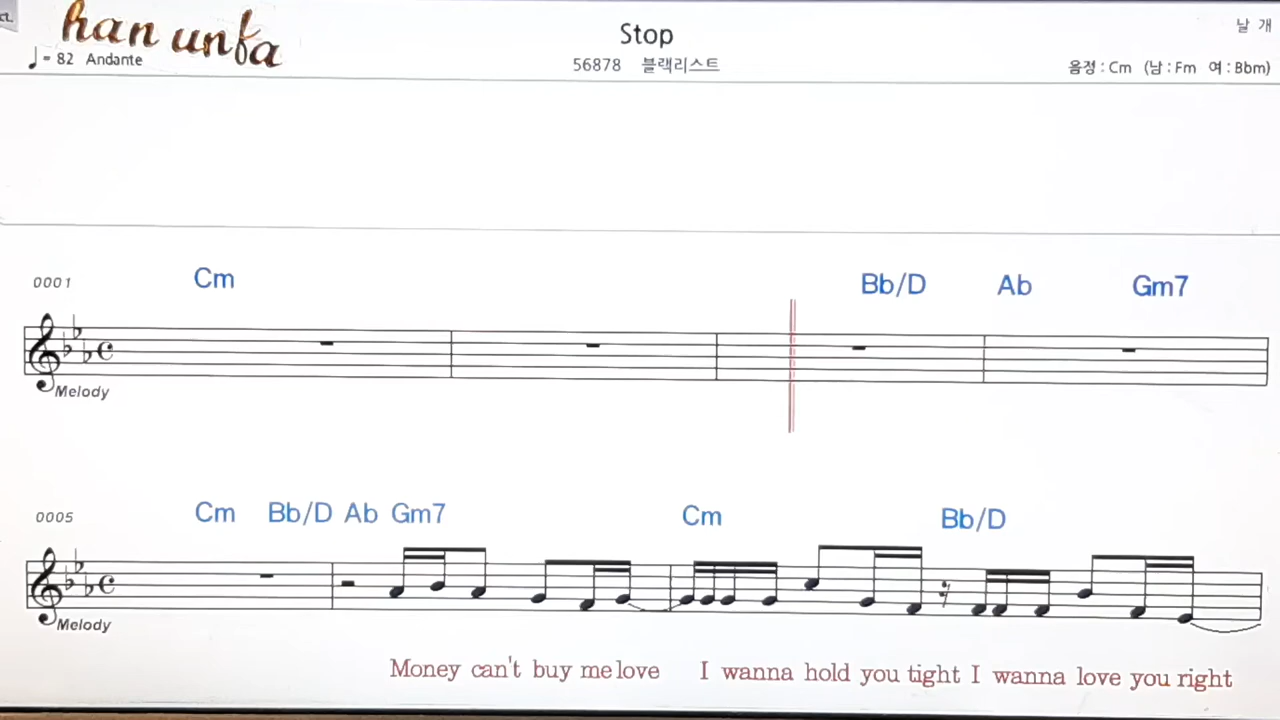 han unfa
♩= 82 Andante
Stop
56878 블랙리스트
날 개
음정 : Cm (남 : Fm 여 : Bbm)
0001
Cm Bb/D Ab Gm7
Melody
0005
Cm Bb/D Ab Gm7 Cm Bb/D
Melody
Money can't buy me love I wanna hold you tight I wanna love you right